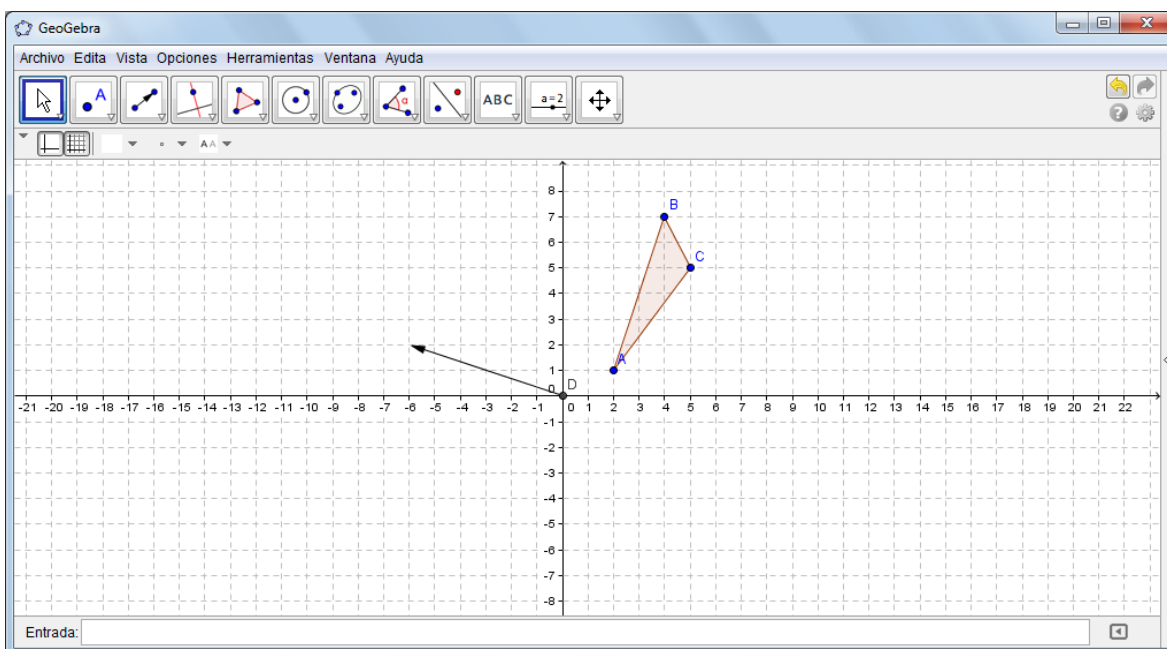 GeoGebra
Archivo Edita Vista Opciones Herramientas Ventana Ayuda
A
α
ABC
a=2
AA
8
B
7
6
C
5
4
3
2
A
1
0
D
-21 -20 -19 -18 -17 -16 -15 -14 -13 -12 -11 -10 -9 -8 -7 -6 -5 -4 -3 -2 -1 0 1 2 3 4 5 6 7 8 9 10 11 12 13 14 15 16 17 18 19 20 21 22
-1
-2
-3
-4
-5
-6
-7
-8
Entrada: